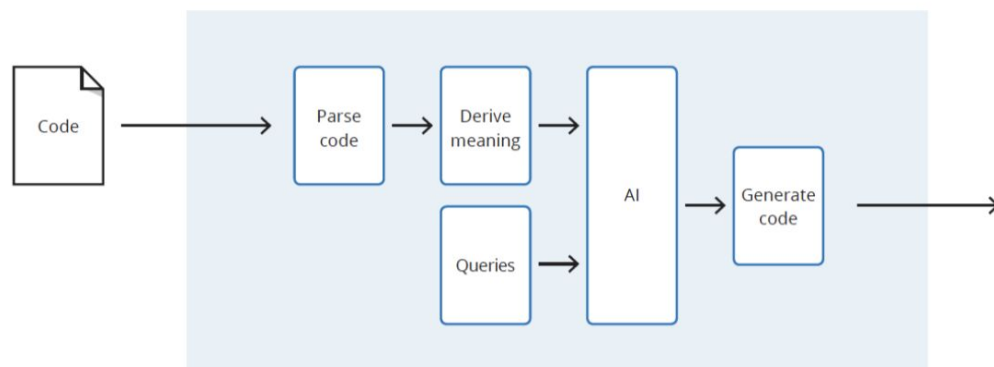 Code
Parse
code
Derive
meaning
Queries
AI
Generate
code